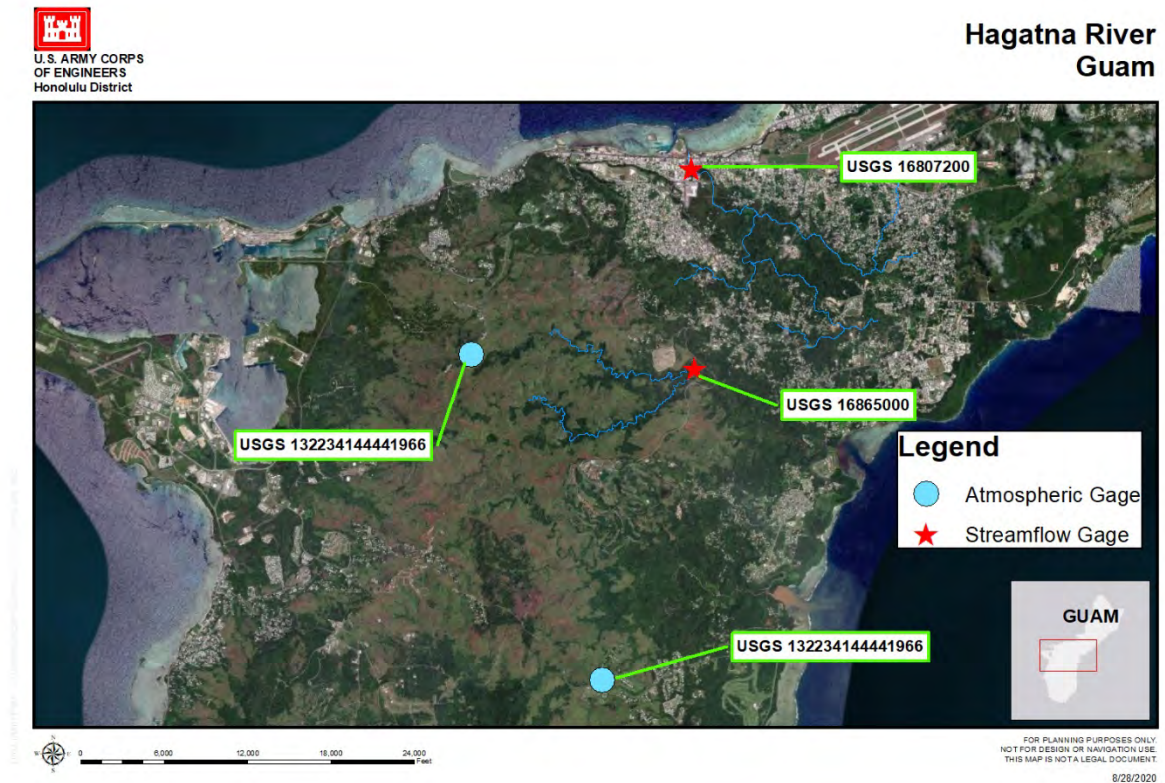 U.S. ARMY CORPS
OF ENGINEERS
Honolulu District
Hagatna River
Guam
USGS 16807200
USGS 16865000
USGS 132234144441966
Legend
Atmospheric Gage
Streamflow Gage
GUAM
USGS 132234144441966
N
W
S
0
6,000
12,000
18,000
24,000
Feet
FOR PLANNING PURPOSES ONLY.
NOT FOR DESIGN OR NAVIGATION USE.
THIS MAP IS NOT A LEGAL DOCUMENT.
8/28/2020